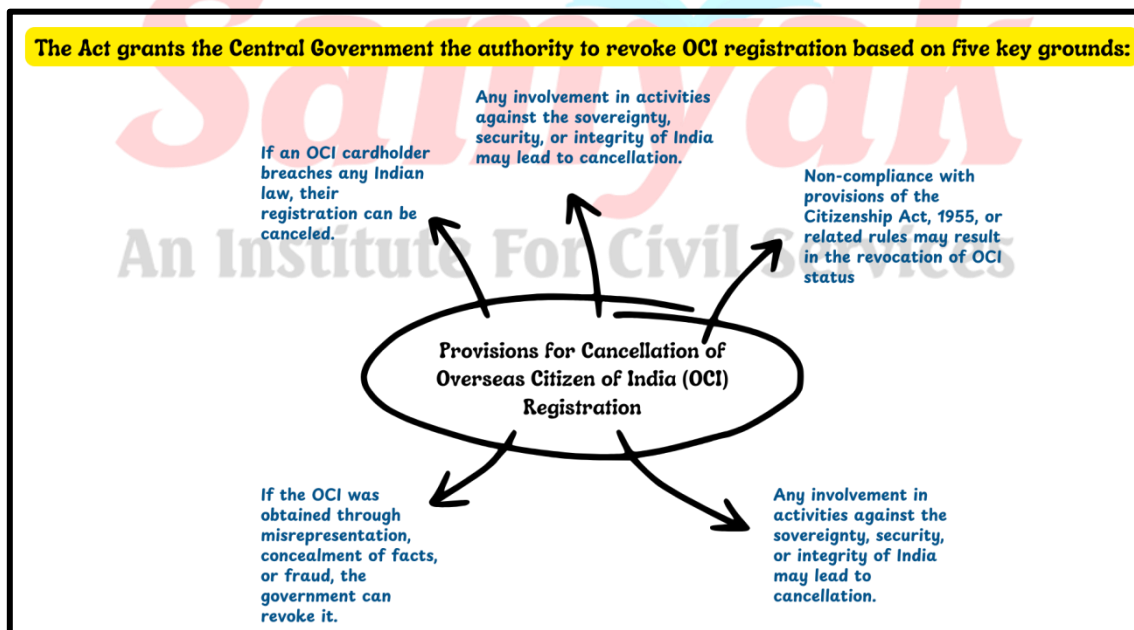 Samyak
An Institute For Civil Services
The Act grants the Central Government the authority to revoke OCI registration based on five key grounds:
Any involvement in activities
against the sovereignty,
security, or integrity of India
may lead to cancellation.
If an OCI cardholder
breaches any Indian
law, their
registration can be
canceled.
Non-compliance with
provisions of the
Citizenship Act, 1955, or
related rules may result
in the revocation of OCI
status
Provisions for Cancellation of
Overseas Citizen of India (OCI)
Registration
If the OCI was
obtained through
misrepresentation,
concealment of facts,
or fraud, the
government can
revoke it.
Any involvement in
activities against the
sovereignty, security,
or integrity of India
may lead to
cancellation.